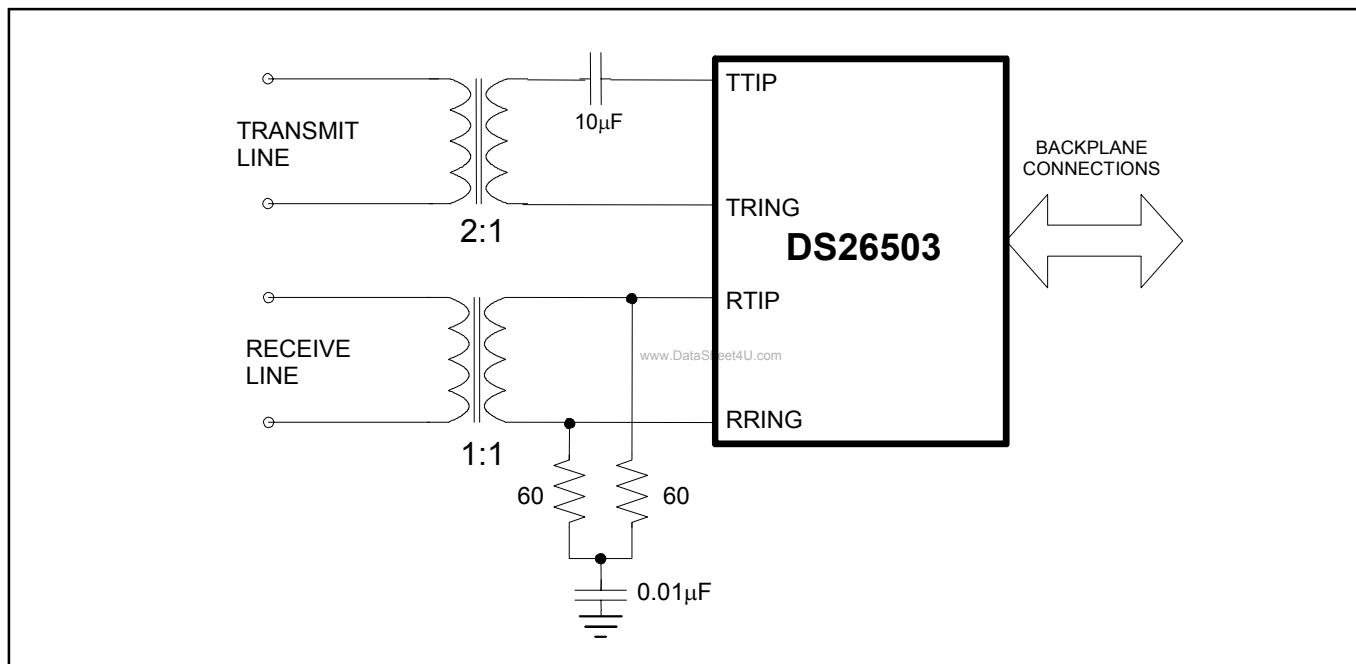 TTIP
10μF
TRANSMIT
LINE
BACKPLANE
CONNECTIONS
TRING
2:1
DS26503
RTIP
RECEIVE
LINE
www.DataSheet4U.com
RRING
1:1
60
60
0.01μF